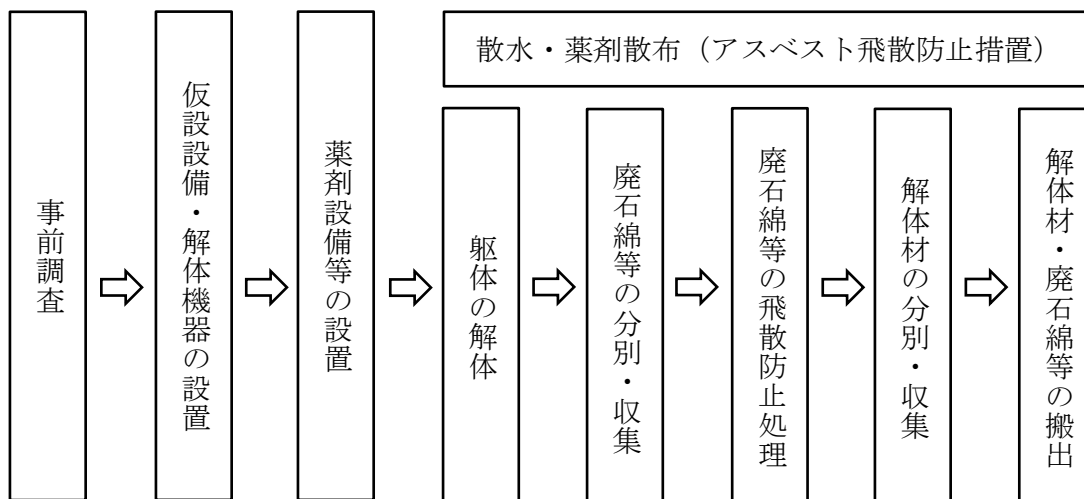 散水・薬剤散布（アスベスト飛散防止措置）
事前調査
仮設設備・解体機器の設置
薬剤設備等の設置
躯体の解体
廃石綿等の分別・収集
廃石綿等の飛散防止処理
解体材の分別・収集
解体材・廃石綿等の搬出